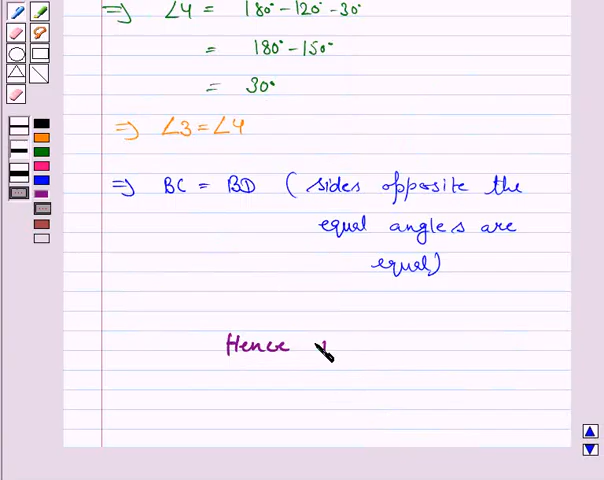 => ∠4 = 180° - 120° - 30°
= 180° - 150°
= 30°
=> ∠3 = ∠4
=> BC = BD ( sides opposite the
equal angles are
equal)
Hence